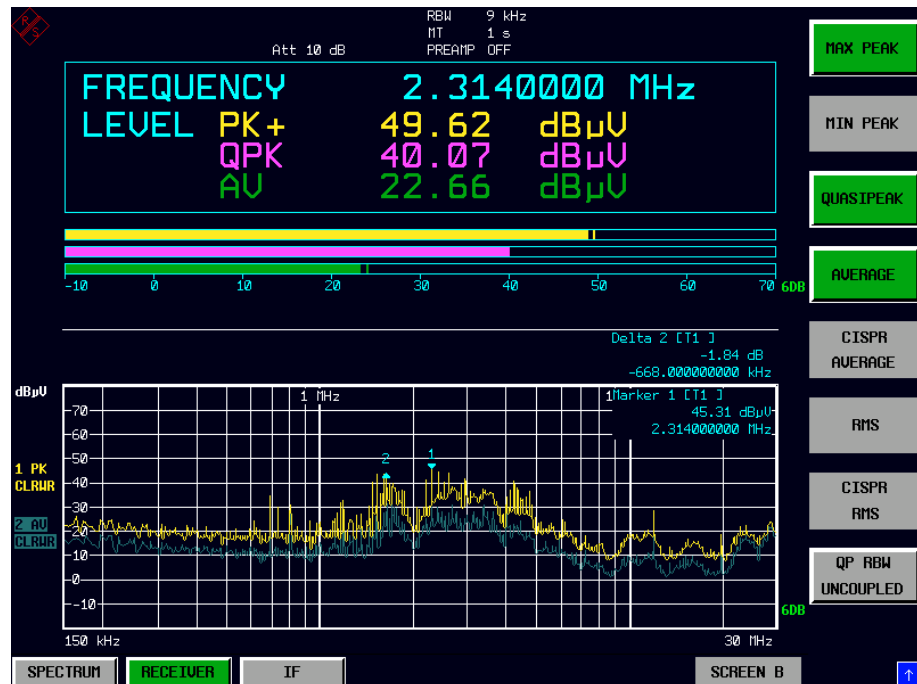 R S
RBW 9 kHz
MT 1 s
Att 10 dB PREAMP OFF
FREQUENCY 2.3140000 MHz
LEVEL PK+ 49.62 dBµV
QPK 40.07 dBµV
AV 22.66 dBµV
-10 0 10 20 30 40 50 60 70 6DB
Delta 2 [T1 ]
-1.84 dB
-668.000000000 kHz
dBµV
1 MHz
1 Marker 1 [T1 ]
45.31 dBµV
2.314000000 MHz
70
60
50
40
30
20
10
0
-10
2
1
1 PK
CLRWR
2 AV
CLRWR
6DB
150 kHz 30 MHz
MAX PEAK
MIN PEAK
QUASIPEAK
AVERAGE
CISPR
AVERAGE
RMS
CISPR
RMS
QP RBW
UNCOUPLED
SPECTRUM RECEIVER IF SCREEN B